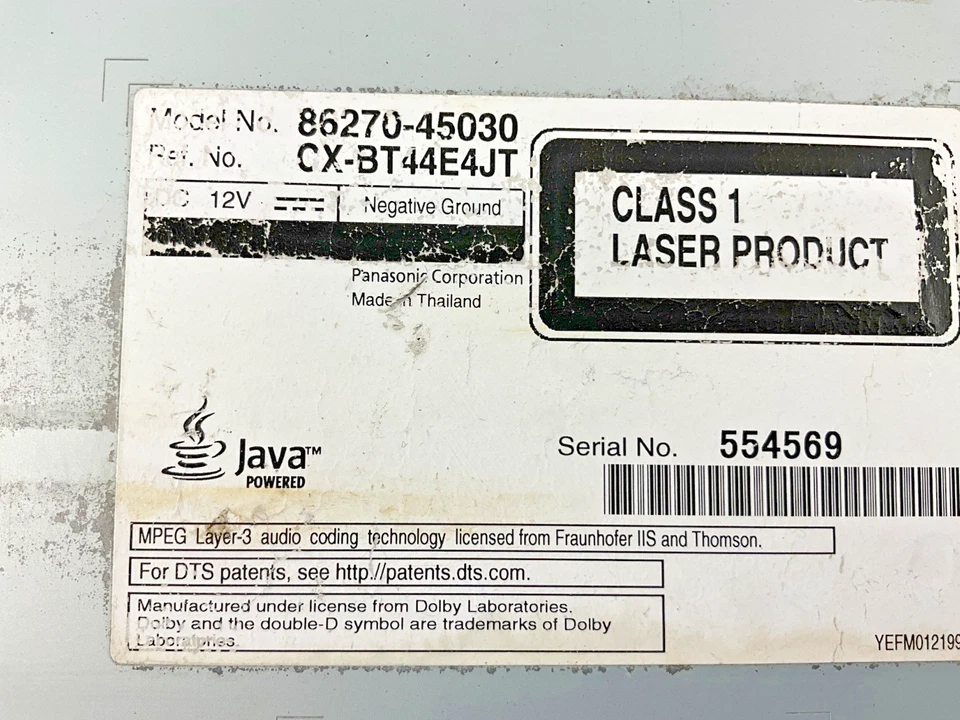 Model No. 86270-45030
Ref. No. CX-BT44E4JT
DC 12V Negative Ground
CLASS 1
LASER PRODUCT
Panasonic Corporation
Made in Thailand
Java™
POWERED
Serial No. 554569
MPEG Layer-3 audio coding technology licensed from Fraunhofer IIS and Thomson.
For DTS patents, see http://patents.dts.com.
Manufactured under license from Dolby Laboratories.
Dolby and the double-D symbol are trademarks of Dolby
Laboratories.
YEFM012199